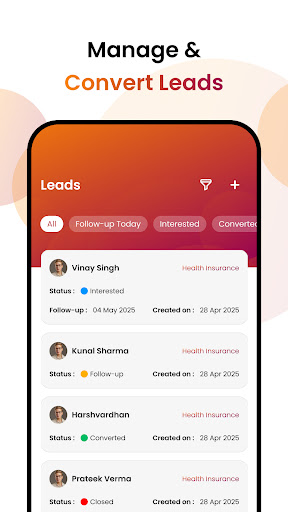 Manage &
Convert Leads
Leads
All Follow-up Today Interested Converted
Vinay Singh Health Insurance
Status : Interested
Follow-up : 04 May 2025 Created on : 28 Apr 2025
Kunal Sharma Health Insurance
Status : Follow-up Created on : 28 Apr 2025
Harshvardhan Health Insurance
Status : Converted Created on : 28 Apr 2025
Prateek Verma Health Insurance
Status : Closed Created on : 28 Apr 2025